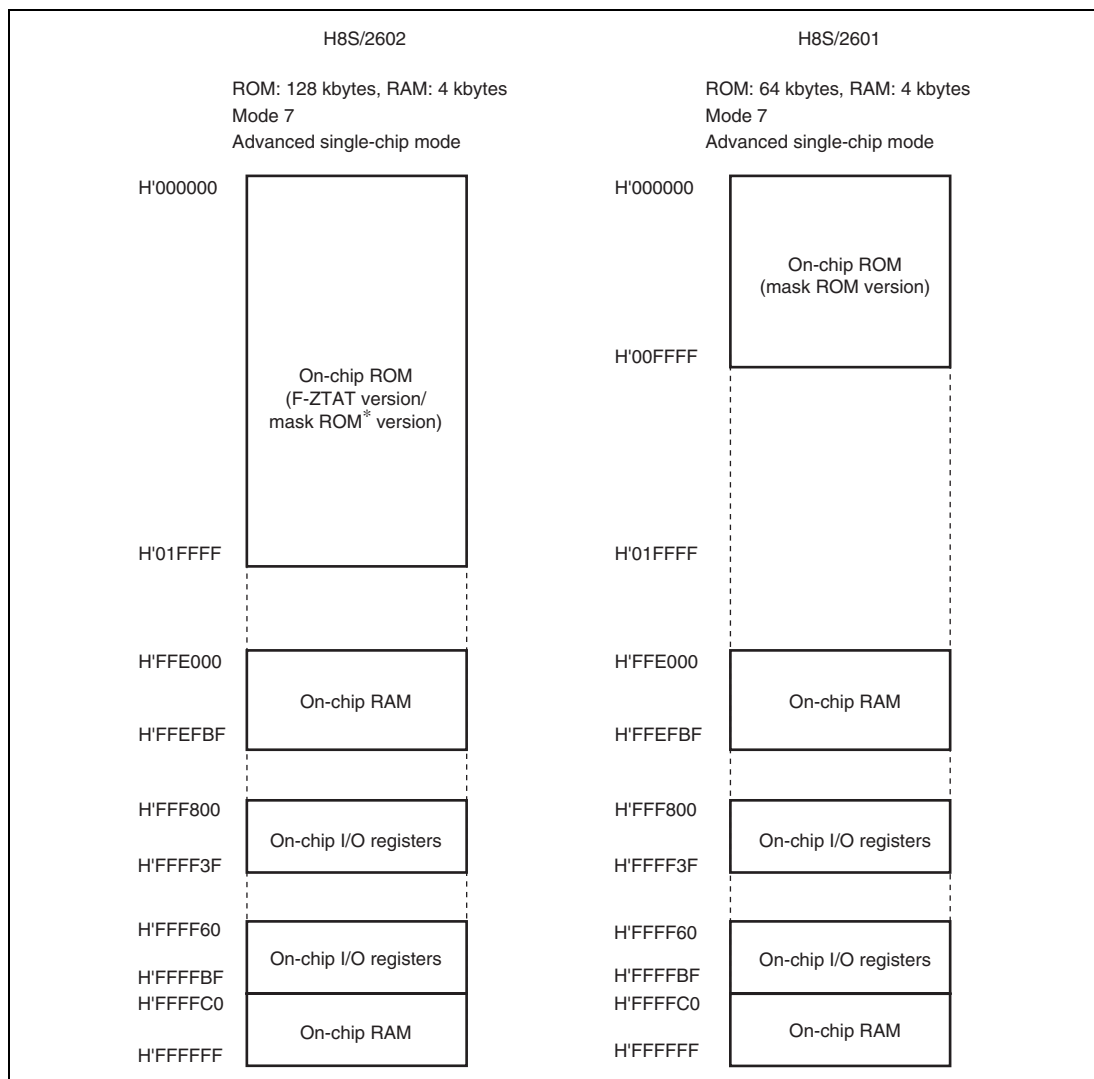 H8S/2602
ROM: 128 kbytes, RAM: 4 kbytes
Mode 7
Advanced single-chip mode
H'000000
On-chip ROM
(F-ZTAT version/
mask ROM* version)
H'01FFFF
H'FFE000
On-chip RAM
H'FFEFBF
H'FFF800
On-chip I/O registers
H'FFFF3F
H'FFFF60
On-chip I/O registers
H'FFFFBF
H'FFFFC0
On-chip RAM
H'FFFFFF
H8S/2601
ROM: 64 kbytes, RAM: 4 kbytes
Mode 7
Advanced single-chip mode
H'000000
On-chip ROM
(mask ROM version)
H'00FFFF
H'01FFFF
H'FFE000
On-chip RAM
H'FFEFBF
H'FFF800
On-chip I/O registers
H'FFFF3F
H'FFFF60
On-chip I/O registers
H'FFFFBF
H'FFFFC0
On-chip RAM
H'FFFFFF